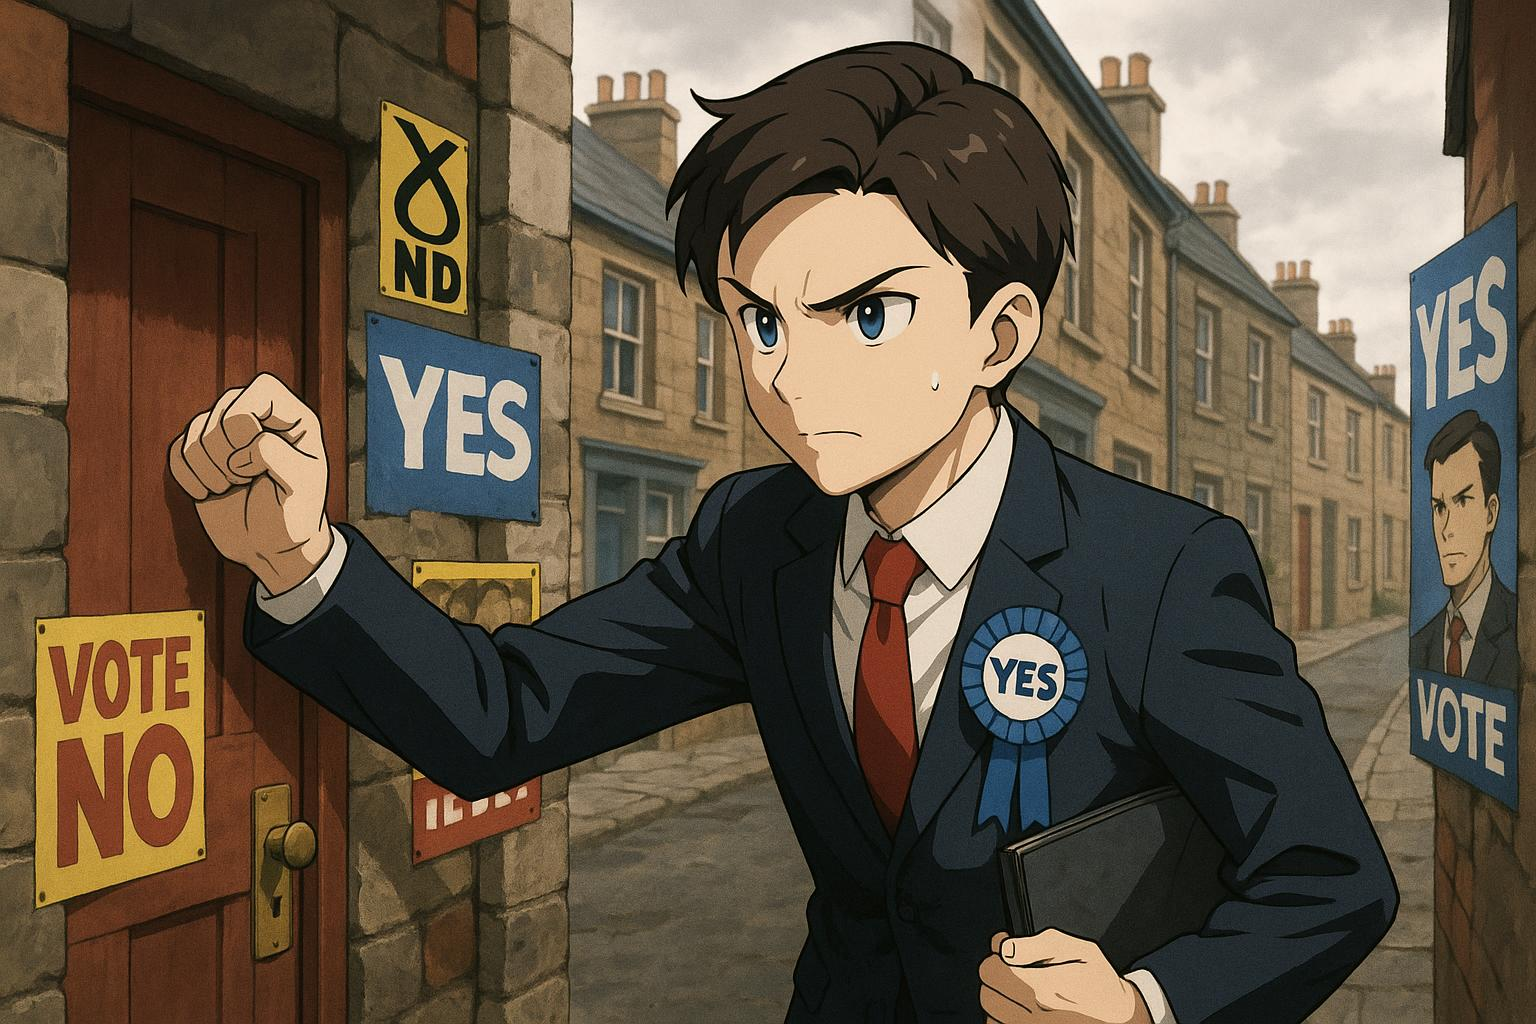 ND
YES
VOTE
NO
YES
YES
VOTE